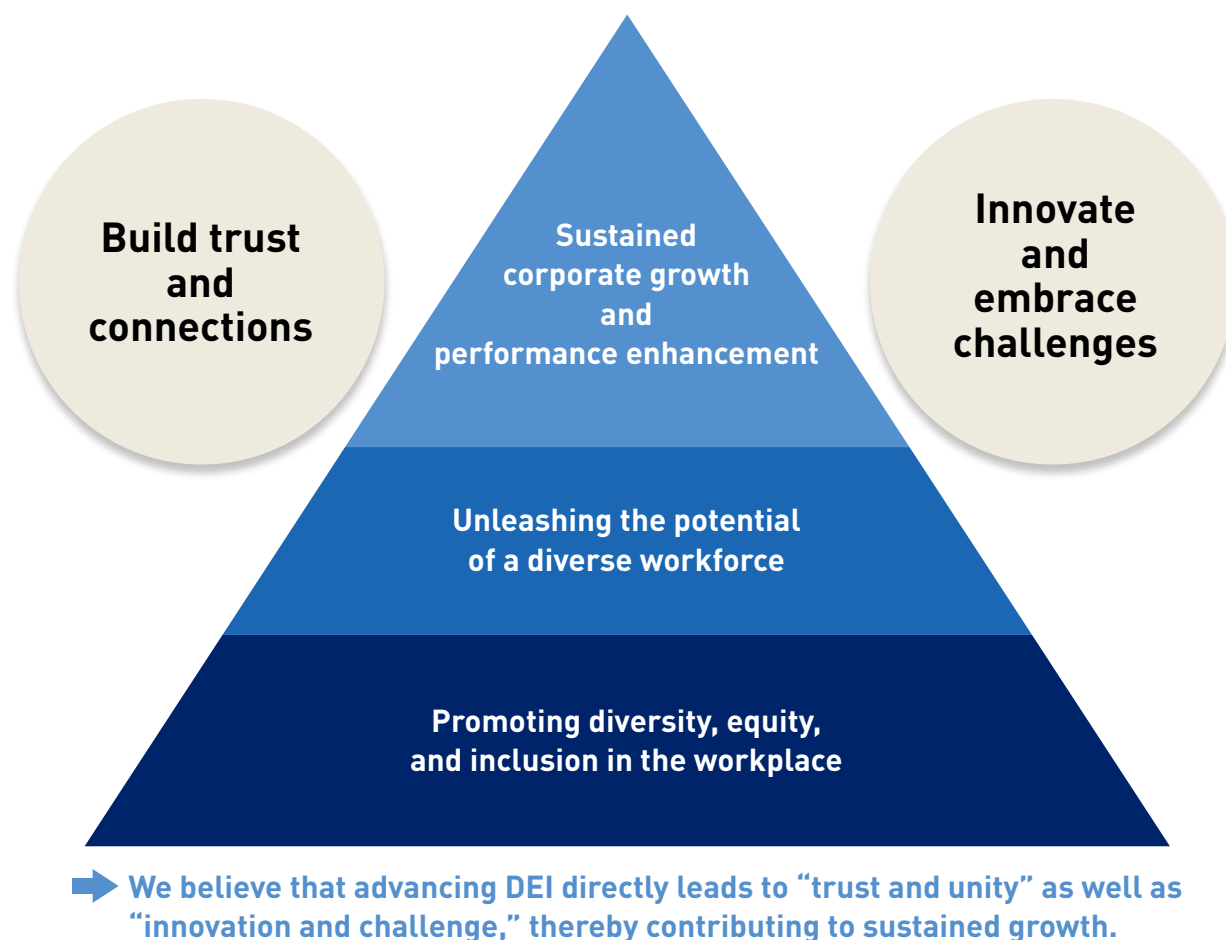 Build trust
and
connections
Innovate
and
embrace
challenges
Sustained
corporate growth
and
performance enhancement
Unleashing the potential
of a diverse workforce
Promoting diversity, equity,
and inclusion in the workplace
We believe that advancing DEI directly leads to “trust and unity” as well as
“innovation and challenge,” thereby contributing to sustained growth.